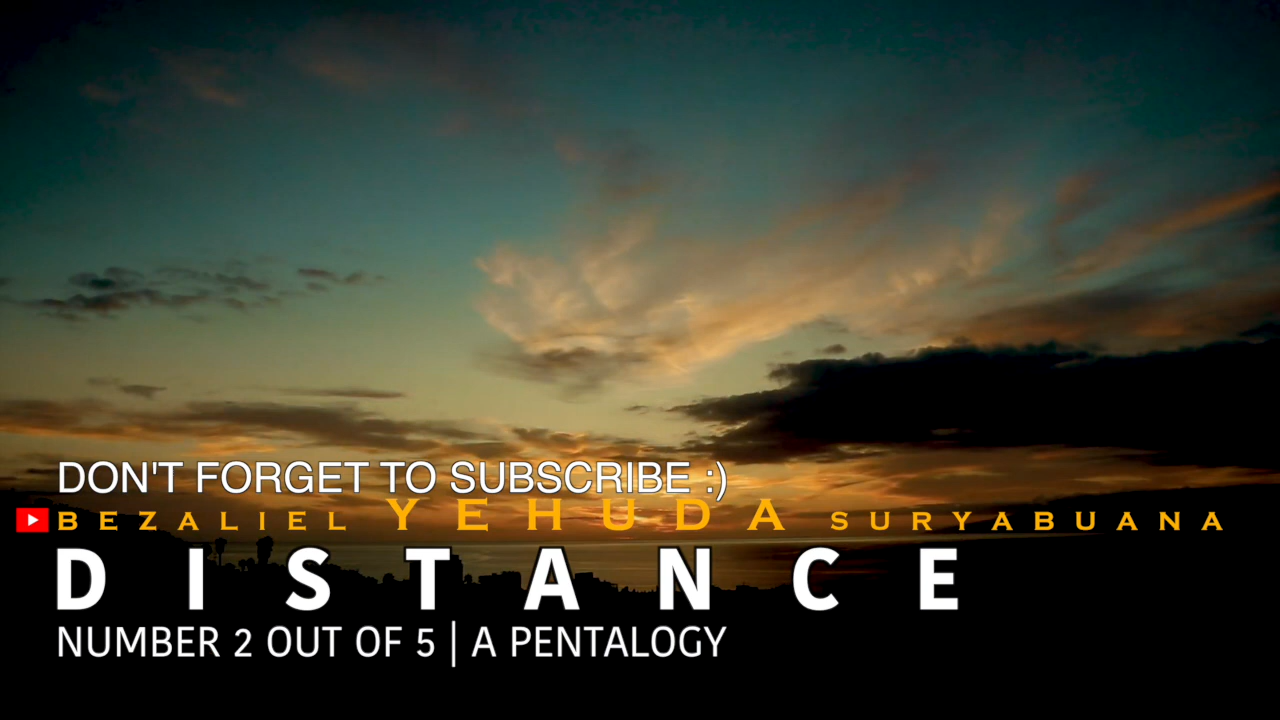 DON'T FORGET TO SUBSCRIBE :)
BEZALIEL YEHUDA SURYABUANA
DISTANCE
NUMBER 2 OUT OF 5 | A PENTALOGY